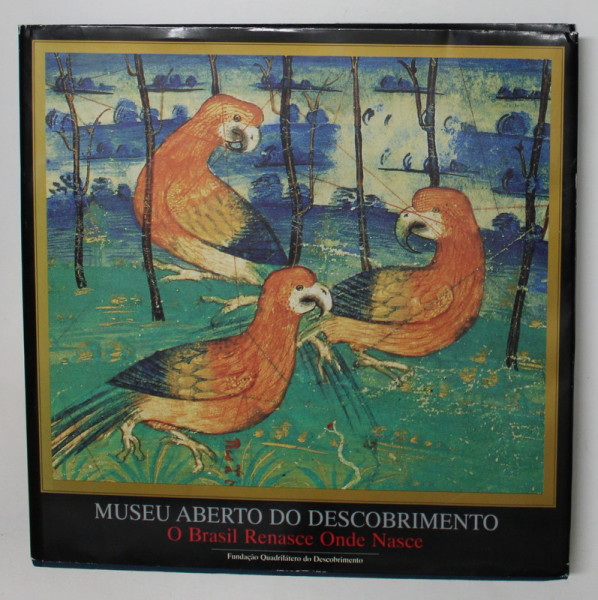 MUSEU ABERTO DO DESCOBRIMENTO
O Brasil Renasce Onde Nasce
Fundação Quadrilátero do Descobrimento